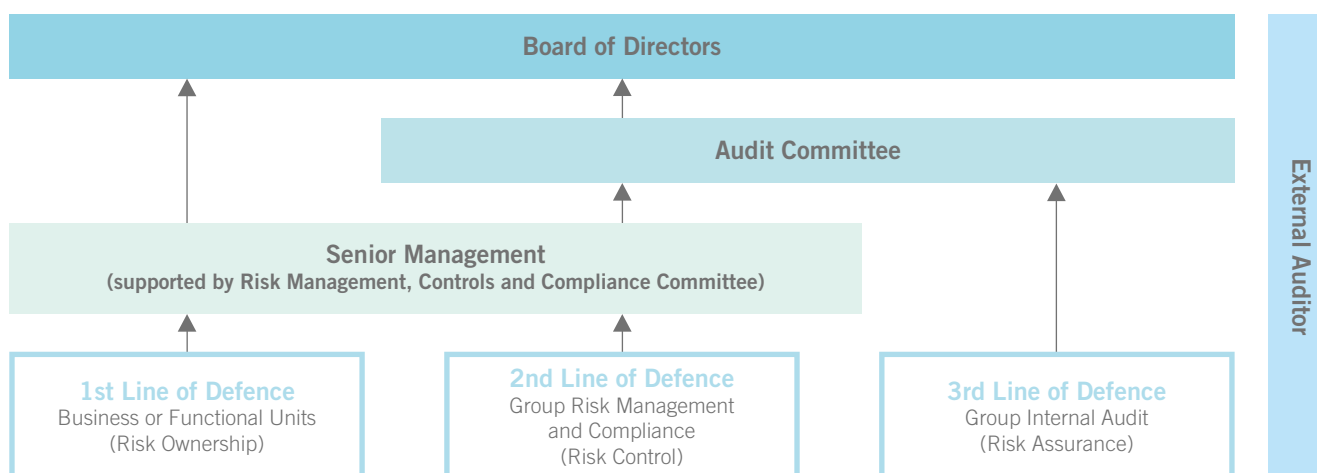 Board of Directors
Audit Committee
Senior Management
(supported by Risk Management, Controls and Compliance Committee)
1st Line of Defence
Business or Functional Units
(Risk Ownership)
2nd Line of Defence
Group Risk Management
and Compliance
(Risk Control)
3rd Line of Defence
Group Internal Audit
(Risk Assurance)
External Auditor